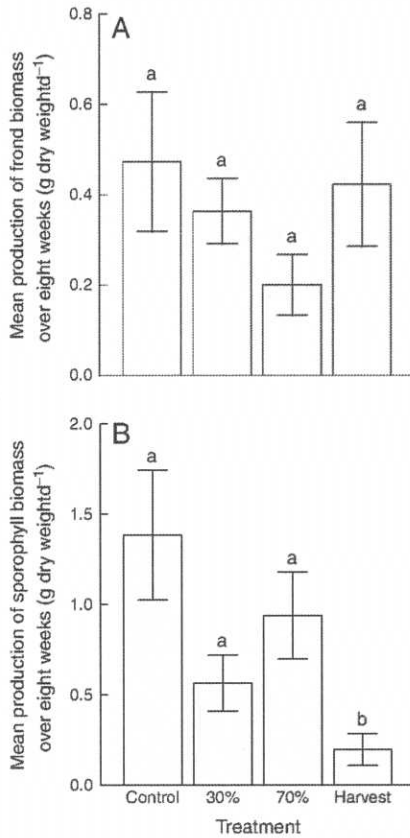 A
Mean production of frond biomass
over eight weeks (g dry weightd⁻¹)
0.8
0.6
0.4
0.2
0.0
a
a
a
a
B
Mean production of sporophyll biomass
over eight weeks (g dry weightd⁻¹)
2.0
1.5
1.0
0.5
0.0
a
a
a
b
Control 30% 70% Harvest
Treatment